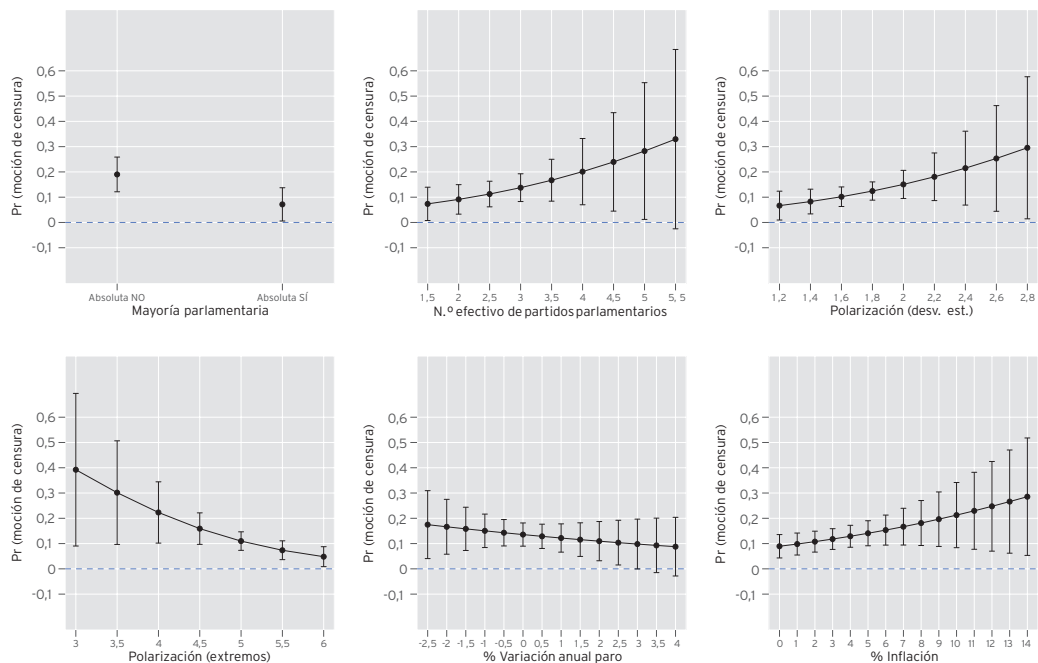 Pr (moción de censura)
0,6
0,5
0,4
0,3
0,2
0,1
0
-0,1
Absoluta NO Absoluta SÍ
Mayoría parlamentaria
Pr (moción de censura)
0,6
0,5
0,4
0,3
0,2
0,1
0
-0,1
1,5 2 2,5 3 3,5 4 4,5 5 5, 5
N.º efectivo de partidos parlamentarios
Pr (moción de censura)
0,6
0,5
0,4
0,3
0,2
0,1
0
-0,1
1,2 1,4 1,6 1,8 2 2,2 2,4 2,6 2,8
Polarización (desv. est.)
Pr (moción de censura)
0,6
0,5
0,4
0,3
0,2
0,1
0
-0,1
3 3,5 4 4,5 5 5,5 6
Polarización (extremos)
Pr (moción de censura)
0,6
0,5
0,4
0,3
0,2
0,1
0
-0,1
-2,5 -2 -1,5 -1 -0,5 0 0,5 1 1,5 2 2,5 3 3,5 4
% Variación anual paro
Pr (moción de censura)
0,6
0,5
0,4
0,3
0,2
0,1
0
-0,1
0 1 2 3 4 5 6 7 8 9 10 11 12 13 14
% Inflación